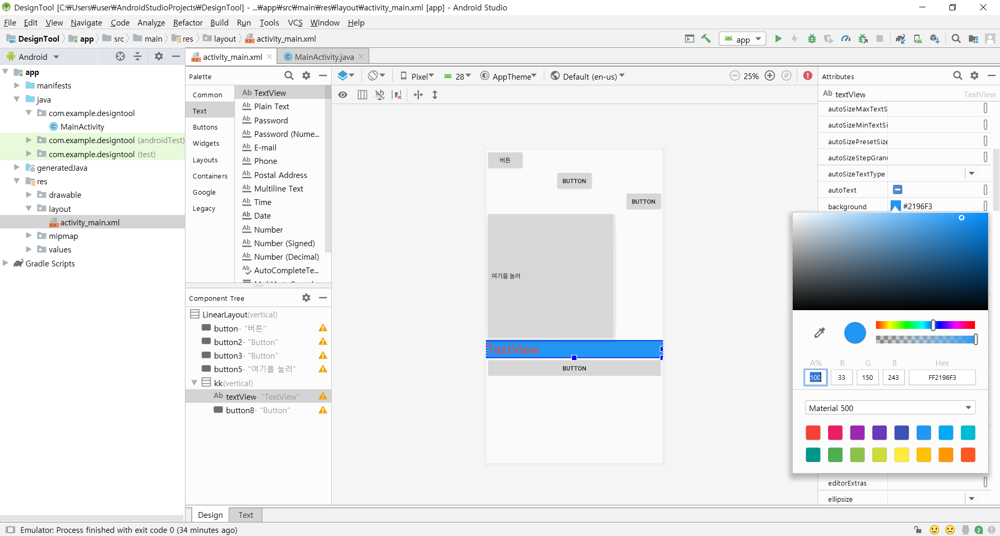 DesignTool [C:₩Users₩user₩AndroidStudioProjects₩DesignTool] - ...₩app₩src₩main₩res₩layout₩activity_main.xml [app] - Android Studio
File Edit View Navigate Code Analyze Refactor Build Run Tools VCS Window Help
DesignTool app src main res layout activity_main.xml
app
Android
activity_main.xml
MainActivity.java
app
manifests
java
com.example.designtool
MainActivity
com.example.designtool (androidTest)
com.example.designtool (test)
generatedJava
res
drawable
layout
activity_main.xml
mipmap
values
Gradle Scripts
Palette
Common
Text
Buttons
Widgets
Layouts
Containers
Google
Legacy
Ab TextView
Ab Plain Text
Ab Password
Ab Password (Nume...
Ab E-mail
Ab Phone
Ab Postal Address
Ab Multiline Text
Ab Time
Ab Date
Ab Number
Ab Number (Signed)
Ab Number (Decimal)
Ab AutoCompleteTe...
Component Tree
LinearLayout(vertical)
button- "버튼"
button2- "Button"
button3- "Button"
button5- "여기를 눌러"
kk(vertical)
Ab textView- "TextView"
button8- "Button"
Pixel
28
AppTheme
Default (en-us)
25%
버튼
BUTTON
BUTTON
여기를 눌러
TextView
BUTTON
Attributes
Ab textView TextView
autoSizeMaxTextS
autoSizeMinTextSi
autoSizePresetSize
autoSizeStepGranu
autoSizeTextType
autoText
background #2196F3
A% R G B Hex
100 33 150 243 FF2196F3
Material 500
editorExtras
ellipsize
Design Text
Emulator: Process finished with exit code 0 (34 minutes ago)
2